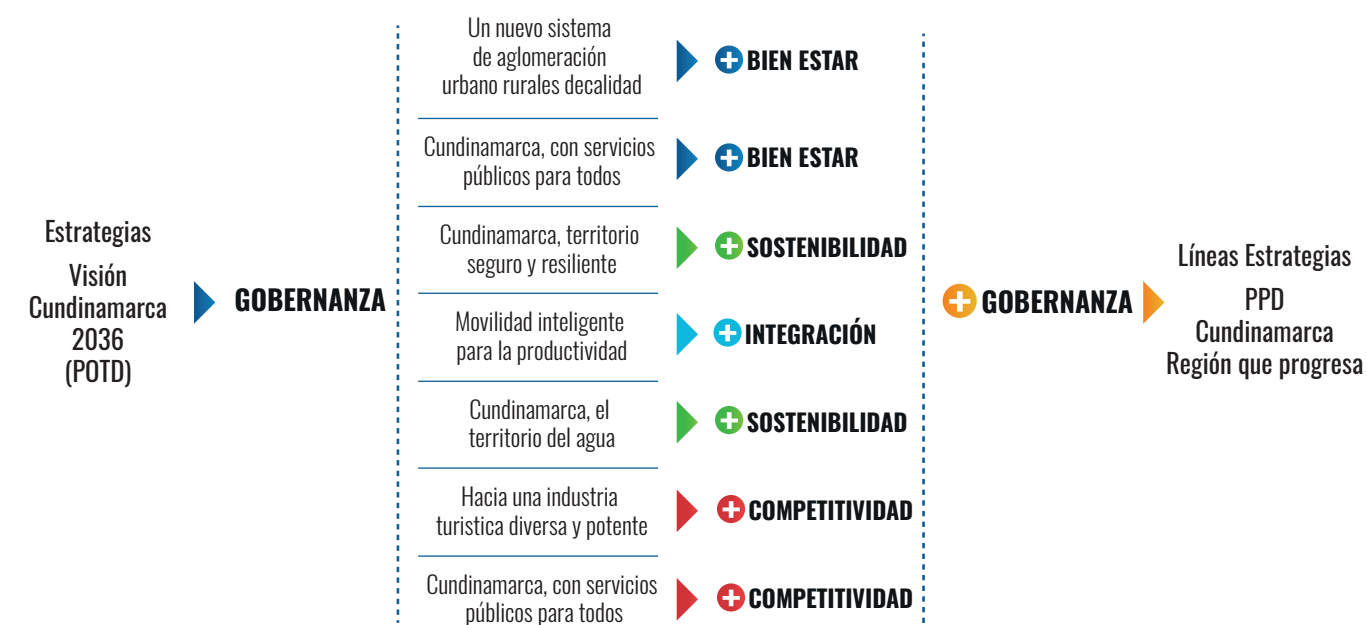 Estrategias
Visión
Cundinamarca
2036
(POTD)
GOBERNANZA
Un nuevo sistema
de aglomeración
urbano rurales decalidad
BIEN ESTAR
Cundinamarca, con servicios
públicos para todos
BIEN ESTAR
Cundinamarca, territorio
seguro y resiliente
SOSTENIBILIDAD
Movilidad inteligente
para la productividad
INTEGRACIÓN
Cundinamarca, el
territorio del agua
SOSTENIBILIDAD
Hacia una industria
turistica diversa y potente
COMPETITIVIDAD
Cundinamarca, con servicios
públicos para todos
COMPETITIVIDAD
GOBERNANZA
Líneas Estrategias
PPD
Cundinamarca
Región que progresa